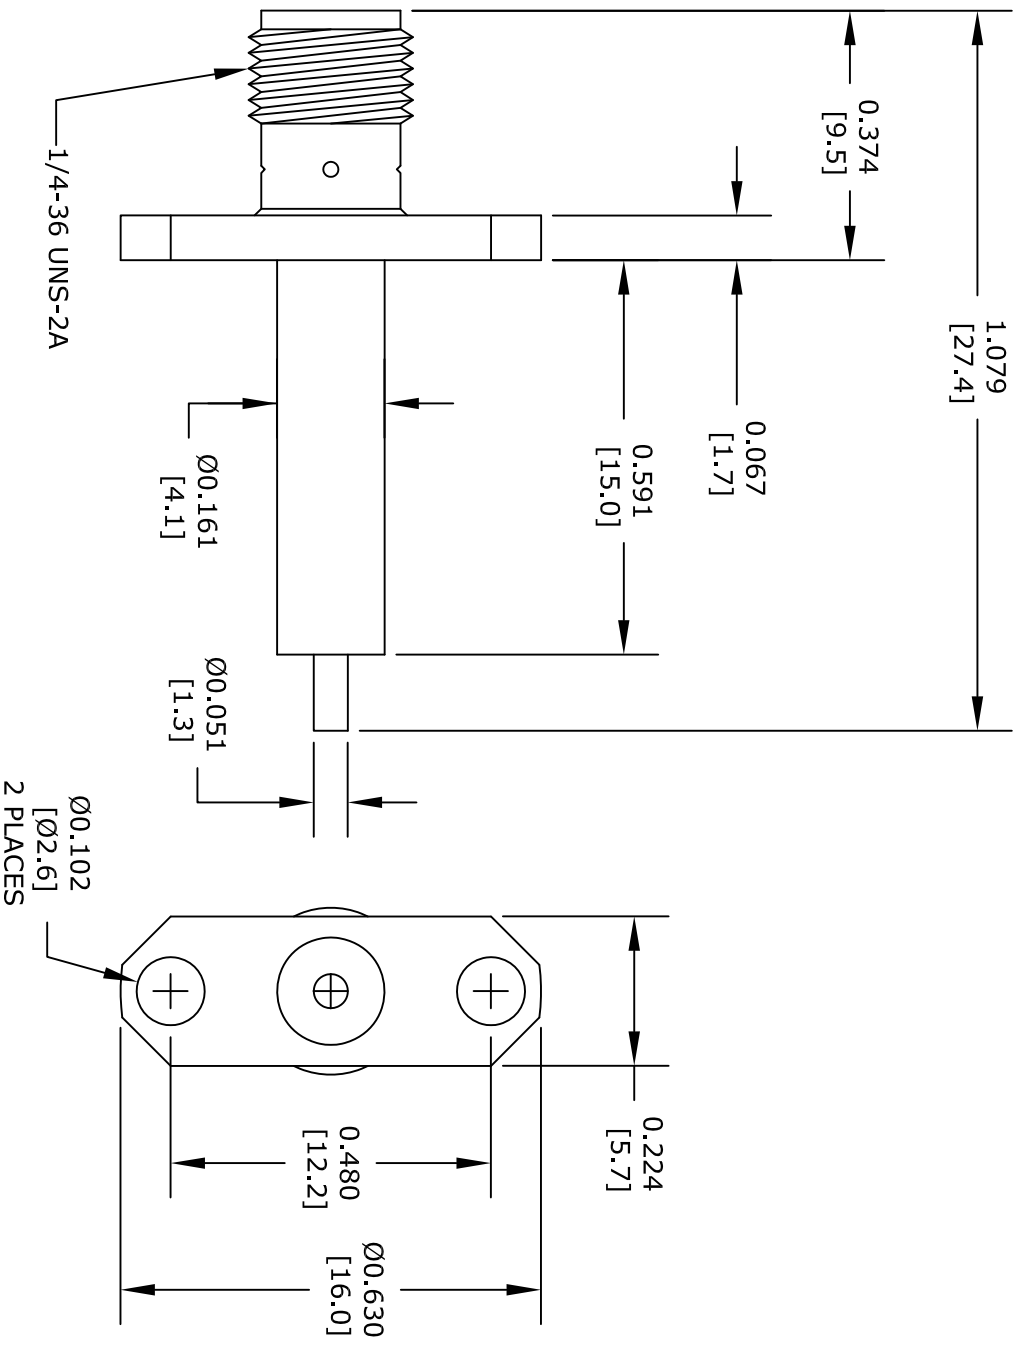 1.079
[27.4]
0.374
[9.5]
0.067
[1.7]
0.591
[15.0]
Ø0.161
[4.1]
1/4-36 UNS-2A
Ø0.051
[1.3]
Ø0.102
[Ø2.6]
2 PLACES
0.224
[5.7]
0.480
[12.2]
Ø0.630
[16.0]